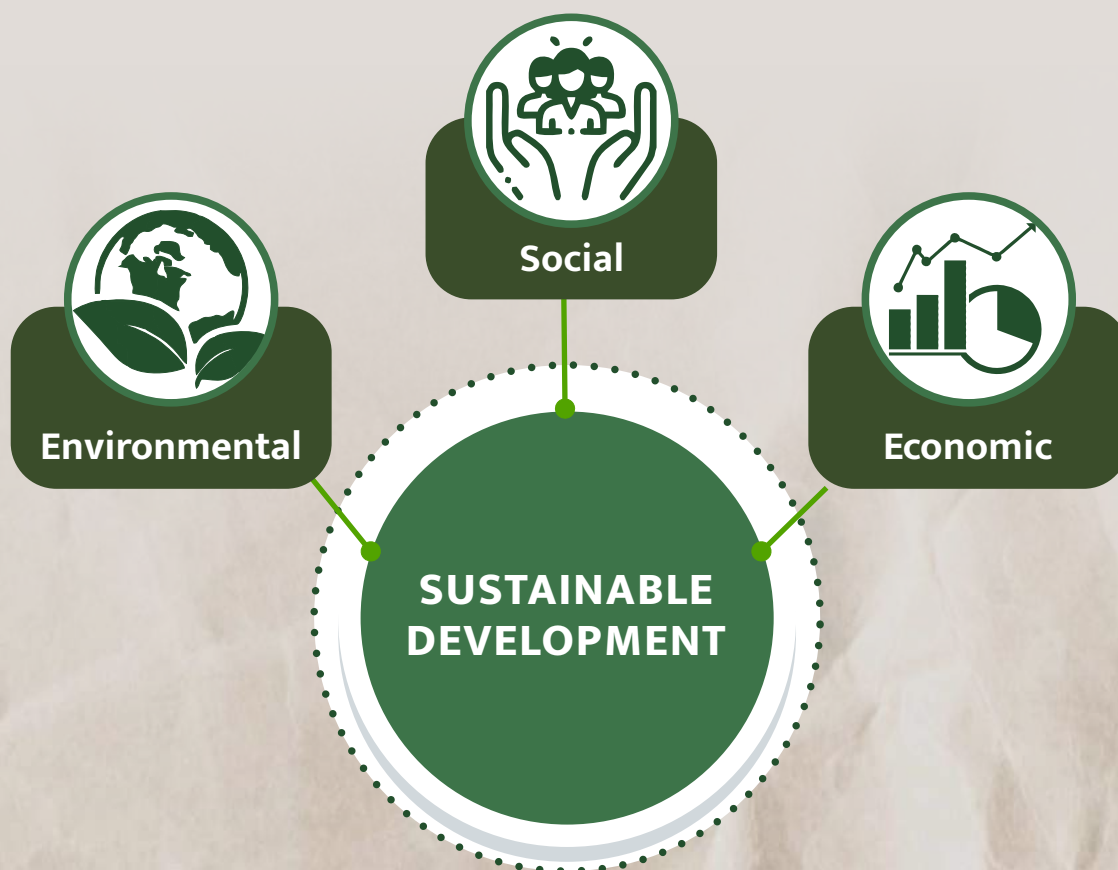 Social
Environmental
Economic
SUSTAINABLE
DEVELOPMENT